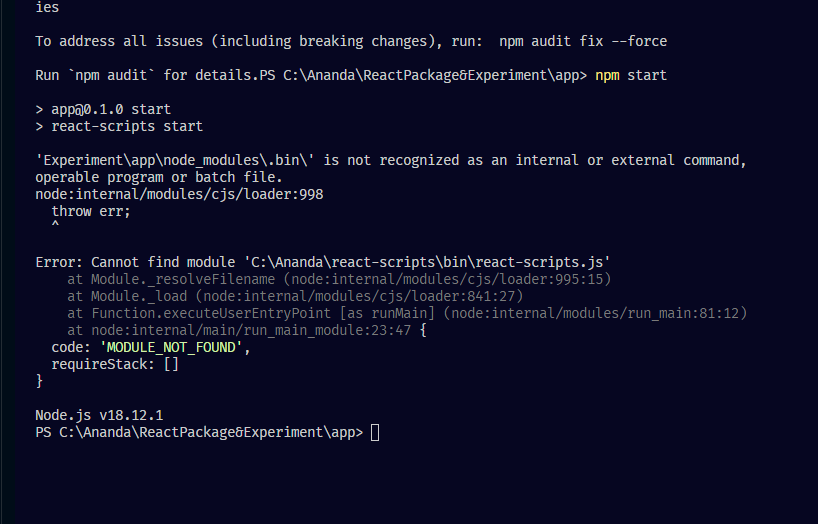 ies
To address all issues (including breaking changes), run:  npm audit fix --force
Run `npm audit` for details.PS C:\Ananda\ReactPackage&Experiment\app> npm start
> app@0.1.0 start
> react-scripts start
'Experiment\app\node_modules\.bin\' is not recognized as an internal or external command,
operable program or batch file.
node:internal/modules/cjs/loader:998
  throw err;
  ^
Error: Cannot find module 'C:\Ananda\react-scripts\bin\react-scripts.js'
    at Module._resolveFilename (node:internal/modules/cjs/loader:995:15)
    at Module._load (node:internal/modules/cjs/loader:841:27)
    at Function.executeUserEntryPoint [as runMain] (node:internal/modules/run_main:81:12)
    at node:internal/main/run_main_module:23:47 {
  code: 'MODULE_NOT_FOUND',
  requireStack: []
}
Node.js v18.12.1
PS C:\Ananda\ReactPackage&Experiment\app>